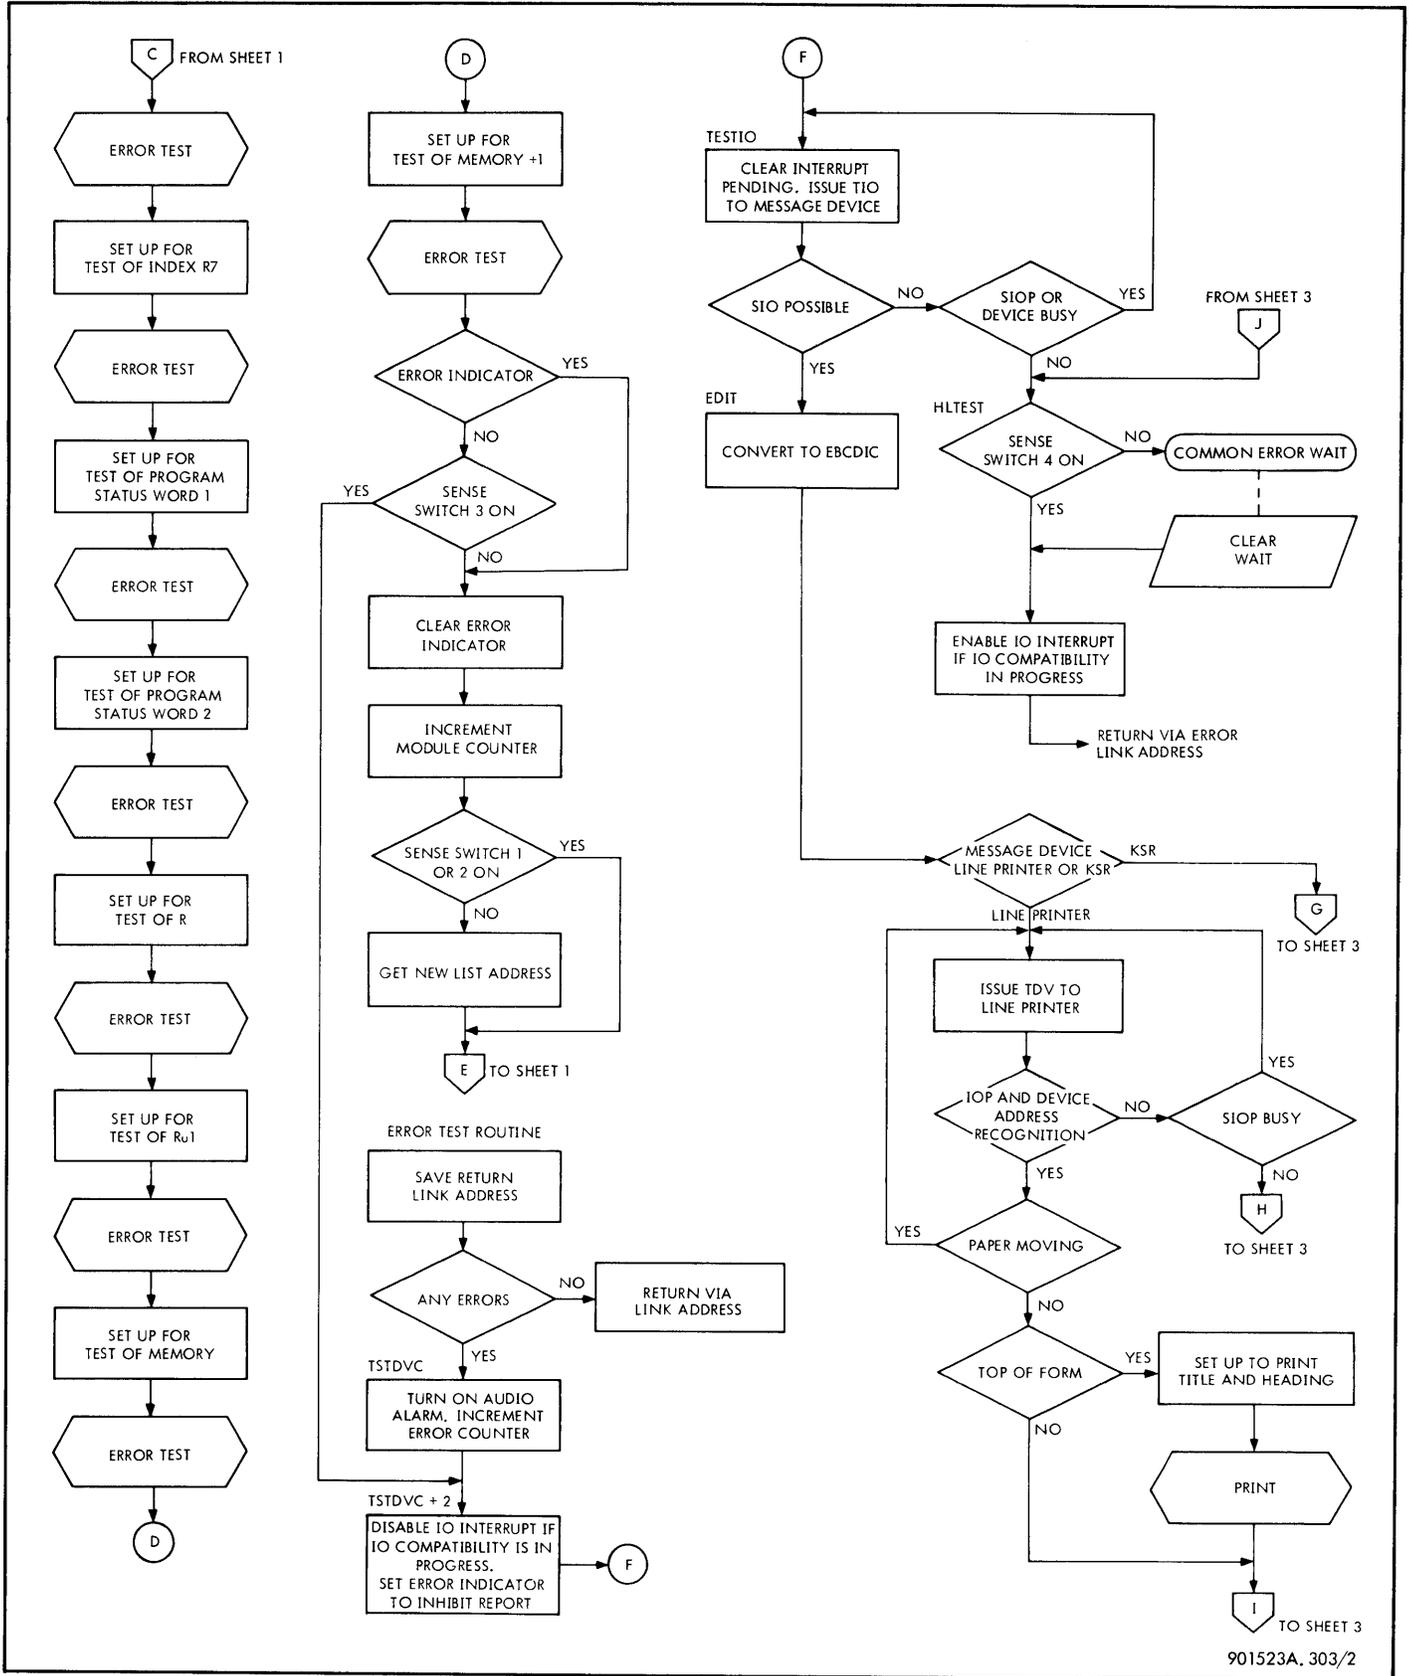 C
FROM SHEET 1
ERROR TEST
SET UP FOR
TEST OF INDEX R7
ERROR TEST
SET UP FOR
TEST OF PROGRAM
STATUS WORD 1
ERROR TEST
SET UP FOR
TEST OF PROGRAM
STATUS WORD 2
ERROR TEST
SET UP FOR
TEST OF R
ERROR TEST
SET UP FOR
TEST OF Ru1
ERROR TEST
SET UP FOR
TEST OF MEMORY
ERROR TEST
D
D
SET UP FOR
TEST OF MEMORY +1
ERROR TEST
ERROR INDICATOR
YES
NO
SENSE
SWITCH 3 ON
YES
NO
CLEAR ERROR
INDICATOR
INCREMENT
MODULE COUNTER
SENSE SWITCH 1
OR 2 ON
YES
NO
GET NEW LIST ADDRESS
E
TO SHEET 1
ERROR TEST ROUTINE
SAVE RETURN
LINK ADDRESS
ANY ERRORS
NO
RETURN VIA
LINK ADDRESS
YES
TSTDVC
TURN ON AUDIO
ALARM. INCREMENT
ERROR COUNTER
TSTDVC + 2
DISABLE IO INTERRUPT IF
IO COMPATIBILITY IS IN
PROGRESS.
SET ERROR INDICATOR
TO INHIBIT REPORT
F
F
TESTIO
CLEAR INTERRUPT
PENDING. ISSUE TIO
TO MESSAGE DEVICE
SIO POSSIBLE
NO
SIOP OR
DEVICE BUSY
YES
YES
NO
FROM SHEET 3
J
EDIT
CONVERT TO EBCDIC
HLTEST
SENSE
SWITCH 4 ON
NO
COMMON ERROR WAIT
YES
CLEAR
WAIT
ENABLE IO INTERRUPT
IF IO COMPATIBILITY
IN PROGRESS
RETURN VIA ERROR
LINK ADDRESS
MESSAGE DEVICE
LINE PRINTER OR KSR
KSR
G
TO SHEET 3
LINE PRINTER
ISSUE TDV TO
LINE PRINTER
IOP AND DEVICE
ADDRESS
RECOGNITION
NO
SIOP BUSY
YES
NO
H
TO SHEET 3
YES
PAPER MOVING
YES
NO
TOP OF FORM
YES
SET UP TO PRINT
TITLE AND HEADING
NO
PRINT
I
TO SHEET 3
901523A. 303/2